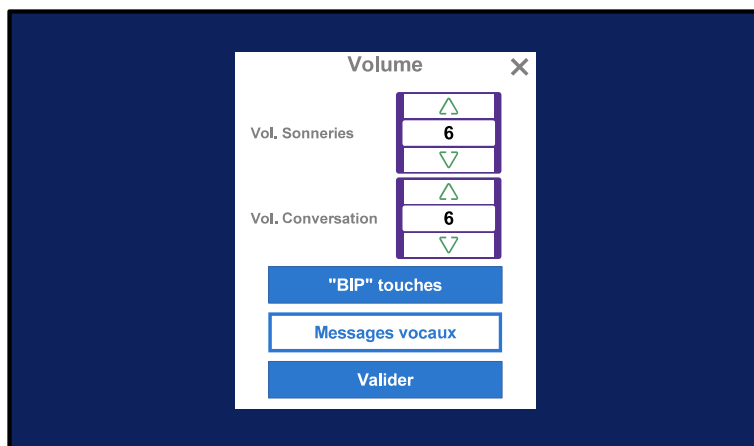 Volume
Vol. Sonneries
6
Vol. Conversation
6
"BIP" touches
Messages vocaux
Valider